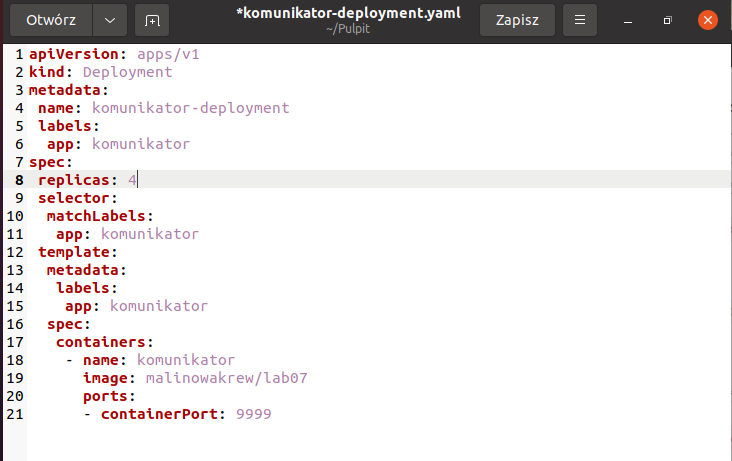 Otwórz
*komunikator-deployment.yaml
~/Pulpit
Zapisz
1 apiVersion: apps/v1
2 kind: Deployment
3 metadata:
4  name: komunikator-deployment
5  labels:
6   app: komunikator
7 spec:
8  replicas: 4
9  selector:
10   matchLabels:
11    app: komunikator
12  template:
13   metadata:
14    labels:
15     app: komunikator
16   spec:
17    containers:
18     - name: komunikator
19       image: malinowakrew/lab07
20       ports:
21       - containerPort: 9999